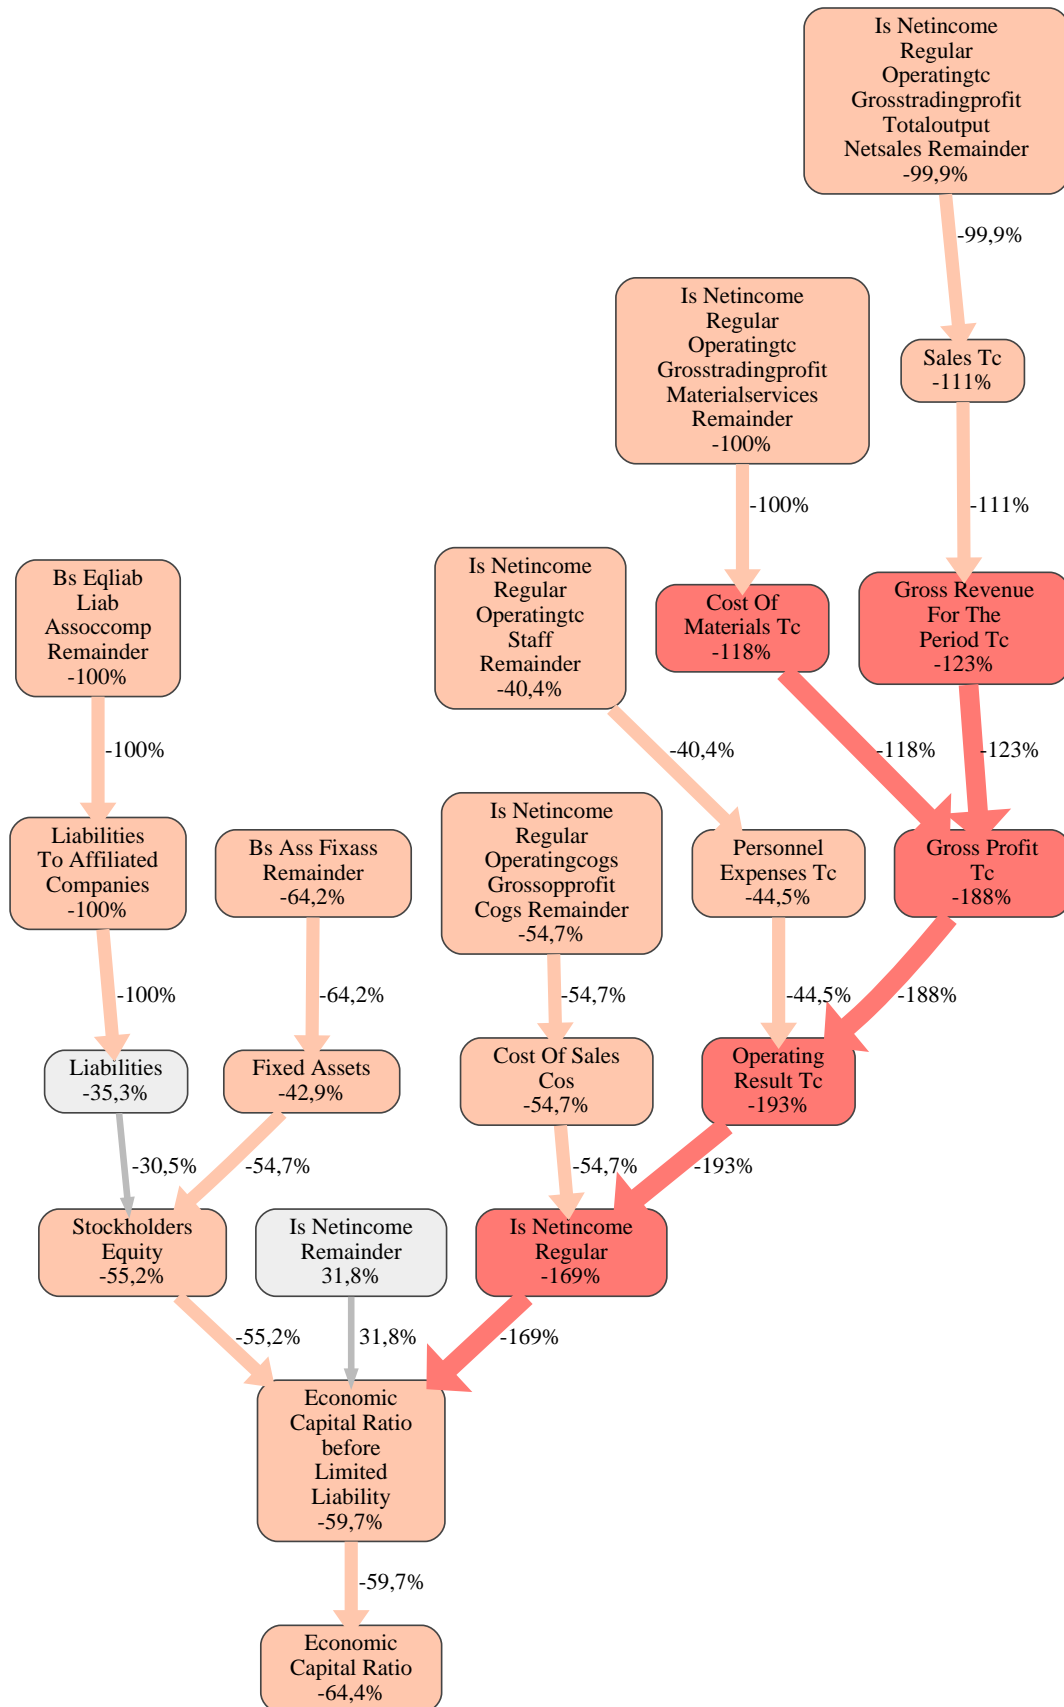 Is Netincome
Regular
Operatingtc
Grosstradingprofit
Totaloutput
Netsales Remainder
-99,9%
-99,9%
Is Netincome
Regular
Operatingtc
Grosstradingprofit
Materialservices
Remainder
-100%
Sales Tc
-111%
-100%
-111%
Bs Eqliab
Liab
Assoccomp
Remainder
-100%
Is Netincome
Regular
Operatingtc
Staff
Remainder
-40,4%
Cost Of
Materials Tc
-118%
Gross Revenue
For The
Period Tc
-123%
-100%
-40,4%
-118%
-123%
Liabilities
To Affiliated
Companies
-100%
Bs Ass Fixass
Remainder
-64,2%
Is Netincome
Regular
Operatingcogs
Grossopprofit
Cogs Remainder
-54,7%
Personnel
Expenses Tc
-44,5%
Gross Profit
Tc
-188%
-100%
-64,2%
-54,7%
-44,5%
-188%
Liabilities
-35,3%
Fixed Assets
-42,9%
Cost Of Sales
Cos
-54,7%
Operating
Result Tc
-193%
-30,5%
-54,7%
-54,7%
-193%
Stockholders
Equity
-55,2%
Is Netincome
Remainder
31,8%
Is Netincome
Regular
-169%
-55,2%
31,8%
-169%
Economic
Capital Ratio
before
Limited
Liability
-59,7%
-59,7%
Economic
Capital Ratio
-64,4%